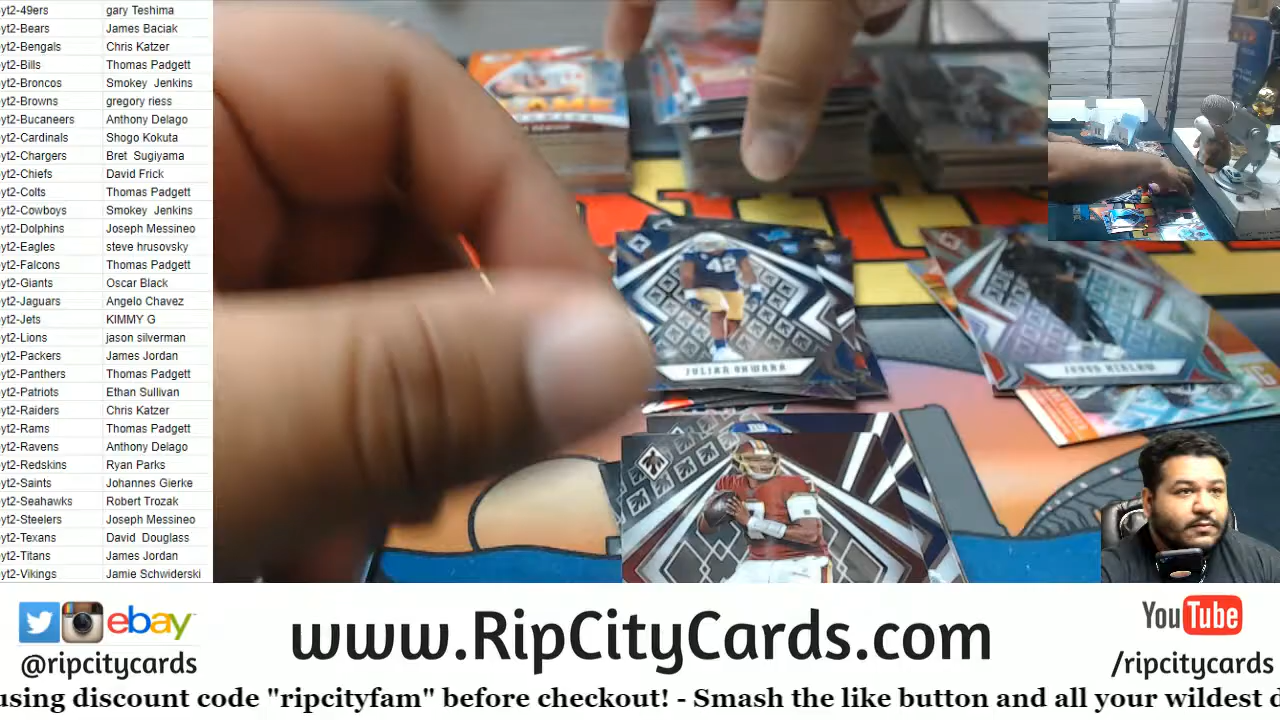 yt2-49ers gary Teshima
yt2-Bears James Baciak
yt2-Bengals Chris Katzer
yt2-Bills Thomas Padgett
yt2-Broncos Smokey Jenkins
yt2-Browns gregory riess
yt2-Bucaneers Anthony Delago
yt2-Cardinals Shogo Kokuta
yt2-Chargers Bret Sugiyama
yt2-Chiefs David Frick
yt2-Colts Thomas Padgett
yt2-Cowboys Smokey Jenkins
yt2-Dolphins Joseph Messineo
yt2-Eagles steve hrusovsky
yt2-Falcons Thomas Padgett
yt2-Giants Oscar Black
yt2-Jaguars Angelo Chavez
yt2-Jets KIMMY G
yt2-Lions jason silverman
yt2-Packers James Jordan
yt2-Panthers Thomas Padgett
yt2-Patriots Ethan Sullivan
yt2-Raiders Chris Katzer
yt2-Rams Thomas Padgett
yt2-Ravens Anthony Delago
yt2-Redskins Ryan Parks
yt2-Saints Johannes Gierke
yt2-Seahawks Robert Trozak
yt2-Steelers Joseph Messineo
yt2-Texans David Douglass
yt2-Titans James Jordan
yt2-Vikings Jamie Schwiderski
42
JULIAN OKWARA
7
ebay
@ripcitycards
www.RipCityCards.com
YouTube
/ripcitycards
using discount code "ripcityfam" before checkout! - Smash the like button and all your wildest d